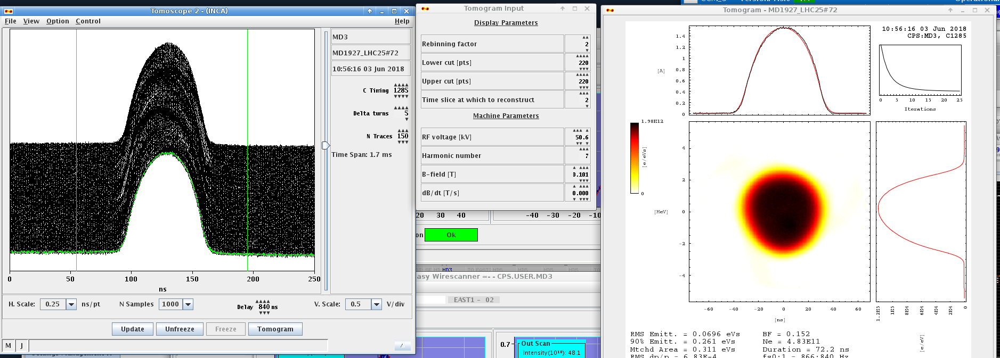 Tomoscope 2 - (INCA)
File View Option Control Help
MD3
MD1927_LHC25#72
10:56:16 03 Jun 2018
C Timing 1285
Delta turns 5
N Traces 150
Time Span: 1.7 ms
0 50 100 150 200 250
ns
H. Scale: 0.25 ns/pt N Samples 1000 Delay 840 ns V. Scale: 0.5 V/div
Update Unfreeze Freeze Tomogram
M J
Tomogram Input
Display Parameters
Rebinning factor 2
Lower cut [pts] 220
Upper cut [pts] 220
Time slice at which to reconstruct 2
Machine Parameters
RF voltage [kV] 50.6
Harmonic number 7
B-field [T] 0.101
dB/dt [T/s] 0.000
20 30 40 -40 -30 -20 -10
on Ok
MD3
asy Wirescanner =-- CPS.USER.MD3
EAST1 - 02
0.7
Out Scan
Intensity(10¹⁰): 48.1
Tomogram - MD1927_LHC25#72
10:56:16 03 Jun 2018
CPS:MD3, C1285
[A]
1.4
1.2
1
0.8
0.6
0.4
0.2
0
0 5 10 15 20 25
Iterations
1.98E12
[e/eVs]
0
[MeV]
4
2
0
-2
-4
-60 -40 -20 0 20 40 60
[ns]
1.2E5 1E5 8E4 6E4 4E4 2E4 0
[e/eV]
RMS Emitt. = 0.0696 eVs BF = 0.152
90% Emitt. = 0.261 eVs Ne = 4.83E11
Mtchd Area = 0.311 eVs Duration = 72.2 ns
RMS dp/p = 6.83E-4 fs0;1 = 866;840 Hz